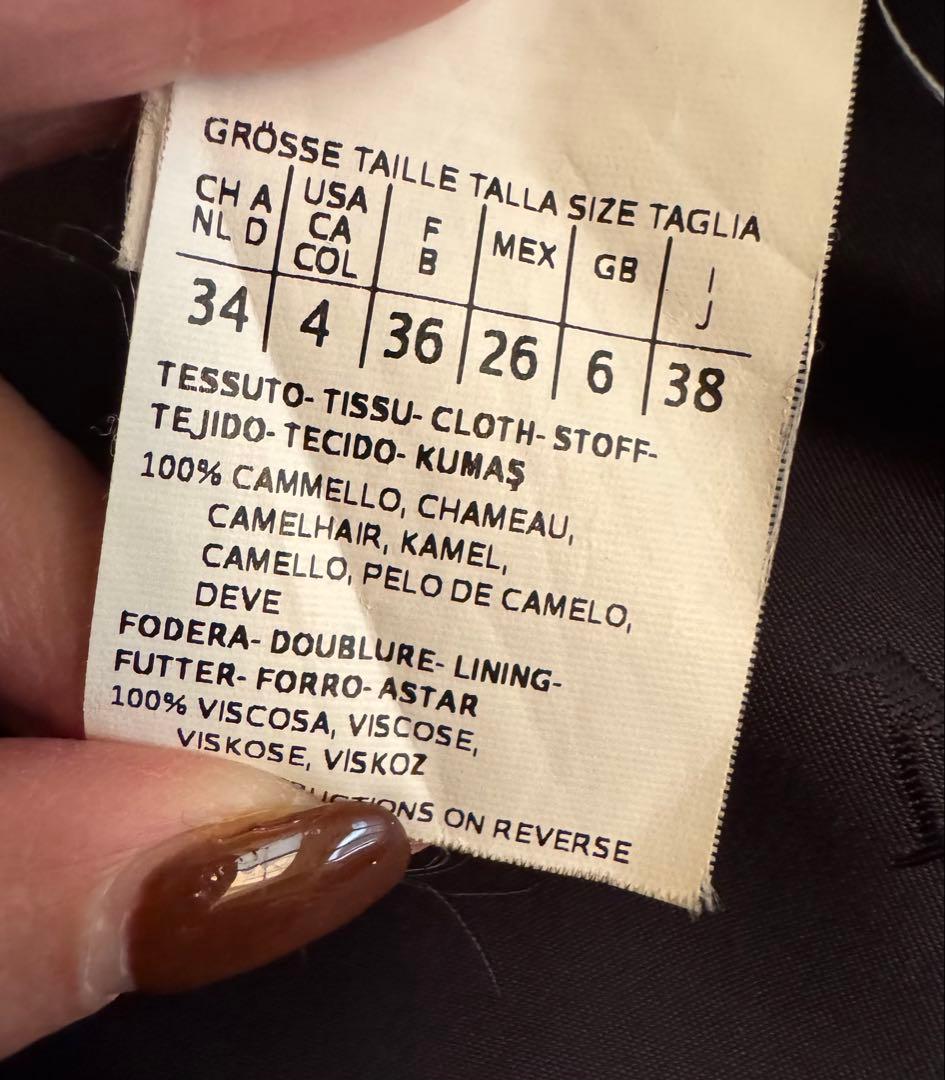 GRÖSSE TAILLE TALLA SIZE TAGLIA
CH A USA F MEX GB I
NL D CA B J
COL
34 4 36 26 6 38
TESSUTO- TISSU- CLOTH- STOFF-
TEJIDO- TECIDO- KUMAŞ
100% CAMMELLO, CHAMEAU,
CAMELHAIR, KAMEL,
CAMELLO, PELO DE CAMELO,
DEVE
FODERA- DOUBLURE- LINING-
FUTTER- FORRO- ASTAR
100% VISCOSA, VISCOSE,
VISKOSE, VISKOZ
ON REVERSE